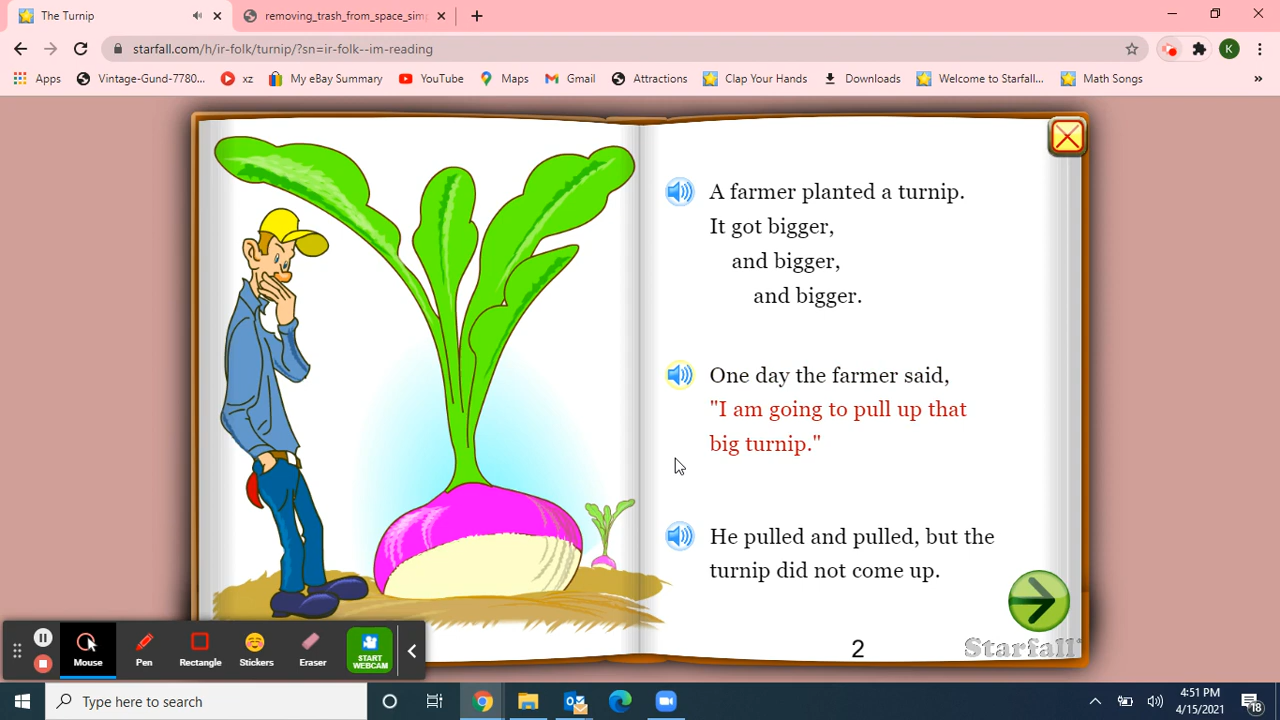 The Turnip
removing_trash_from_space_sim
starfall.com/h/ir-folk/turnip/?sn=ir-folk--im-reading
K
Apps
Vintage-Gund-7780...
xz
My eBay Summary
YouTube
Maps
Gmail
Attractions
Clap Your Hands
Downloads
Welcome to Starfall...
Math Songs
»
A farmer planted a turnip.
It got bigger,
and bigger,
and bigger.
One day the farmer said,
"I am going to pull up that
big turnip."
He pulled and pulled, but the
turnip did not come up.
2
Starfall
Mouse
Pen
Rectangle
Stickers
Eraser
START
WEBCAM
Type here to search
4:51 PM
4/15/2021
18